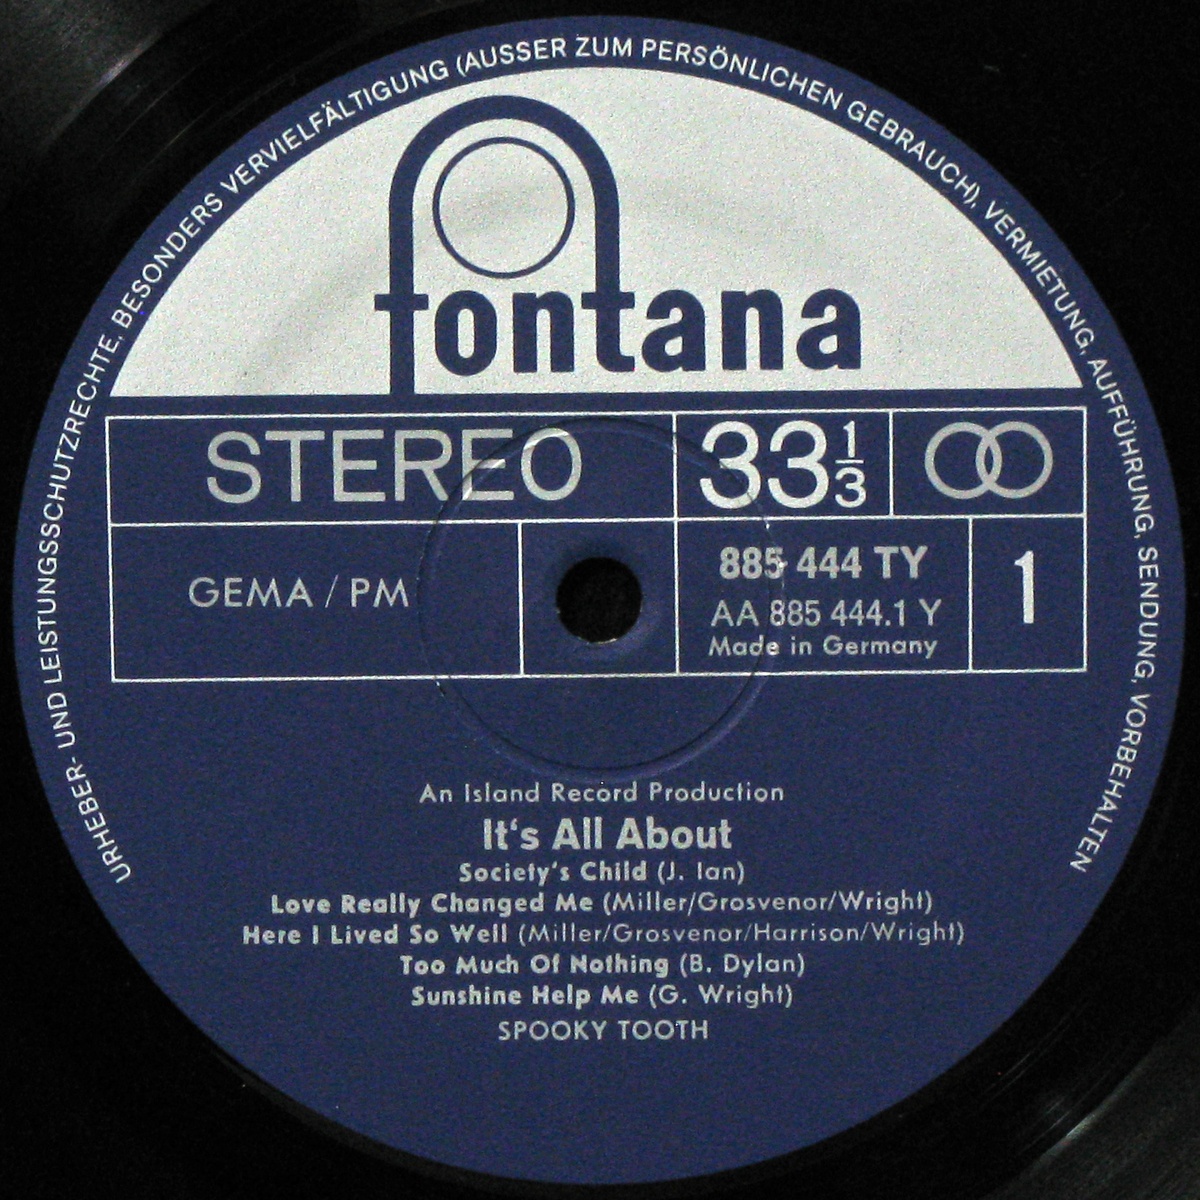 URHEBER- UND LEISTUNGSSCHUTZRECHTE, BESONDERS VERVIELFÄLTIGUNG (AUSSER ZUM PERSÖNLICHEN GEBRAUCH), VERMIETUNG, AUFFÜHRUNG, SENDUNG, VORBEHALTEN
fontana
STEREO
33 1/3
GEMA / PM
885 444 TY
AA 885 444.1 Y
Made in Germany
1
An Island Record Production
It's All About
Society's Child (J. Ian)
Love Really Changed Me (Miller/Grosvenor/Wright)
Here I Lived So Well (Miller/Grosvenor/Harrison/Wright)
Too Much Of Nothing (B. Dylan)
Sunshine Help Me (G. Wright)
SPOOKY TOOTH